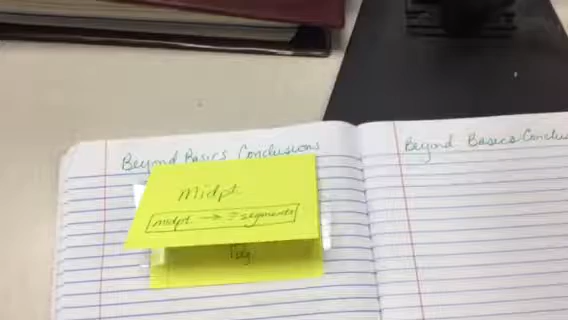 Beyond Basics Conclusions
Midpt
midpt → ≅ segments
Beyond Basics Conclu